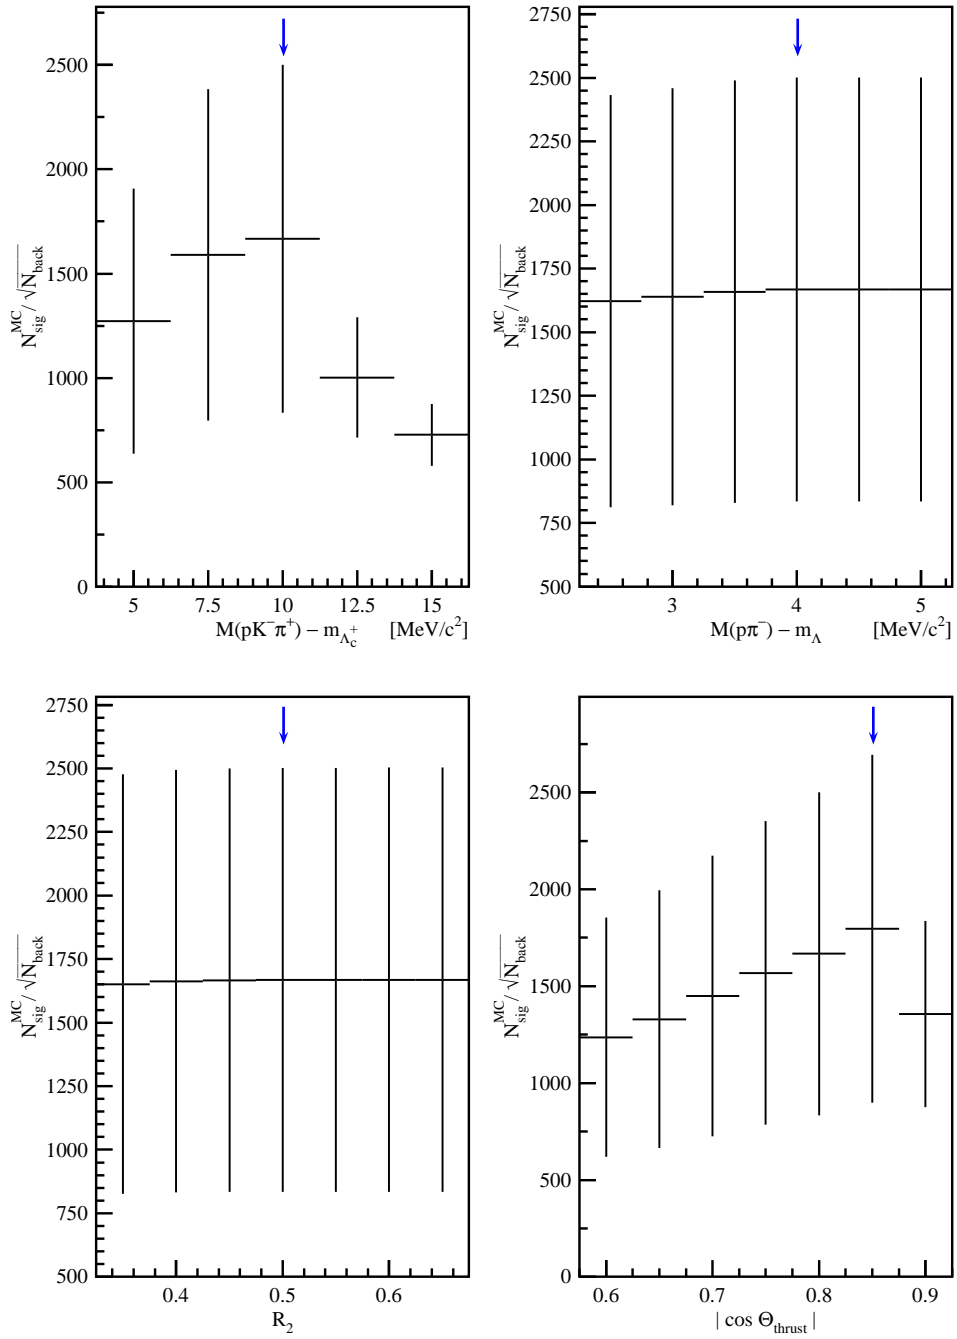 2500
2000
1500
1000
500
0
N_sig^MC / √N_back
5 7.5 10 12.5 15
M(pK⁻π⁺) − m_Λc⁺ [MeV/c²]
2750
2500
2250
2000
1750
1500
1250
1000
750
500
N_sig^MC / √N_back
3 4 5
M(pπ⁻) − m_Λ [MeV/c²]
2750
2500
2250
2000
1750
1500
1250
1000
750
500
N_sig^MC / √N_back
0.4 0.5 0.6
R₂
2500
2000
1500
1000
500
0
N_sig^MC / √N_back
0.6 0.7 0.8 0.9
| cos Θ_thrust |